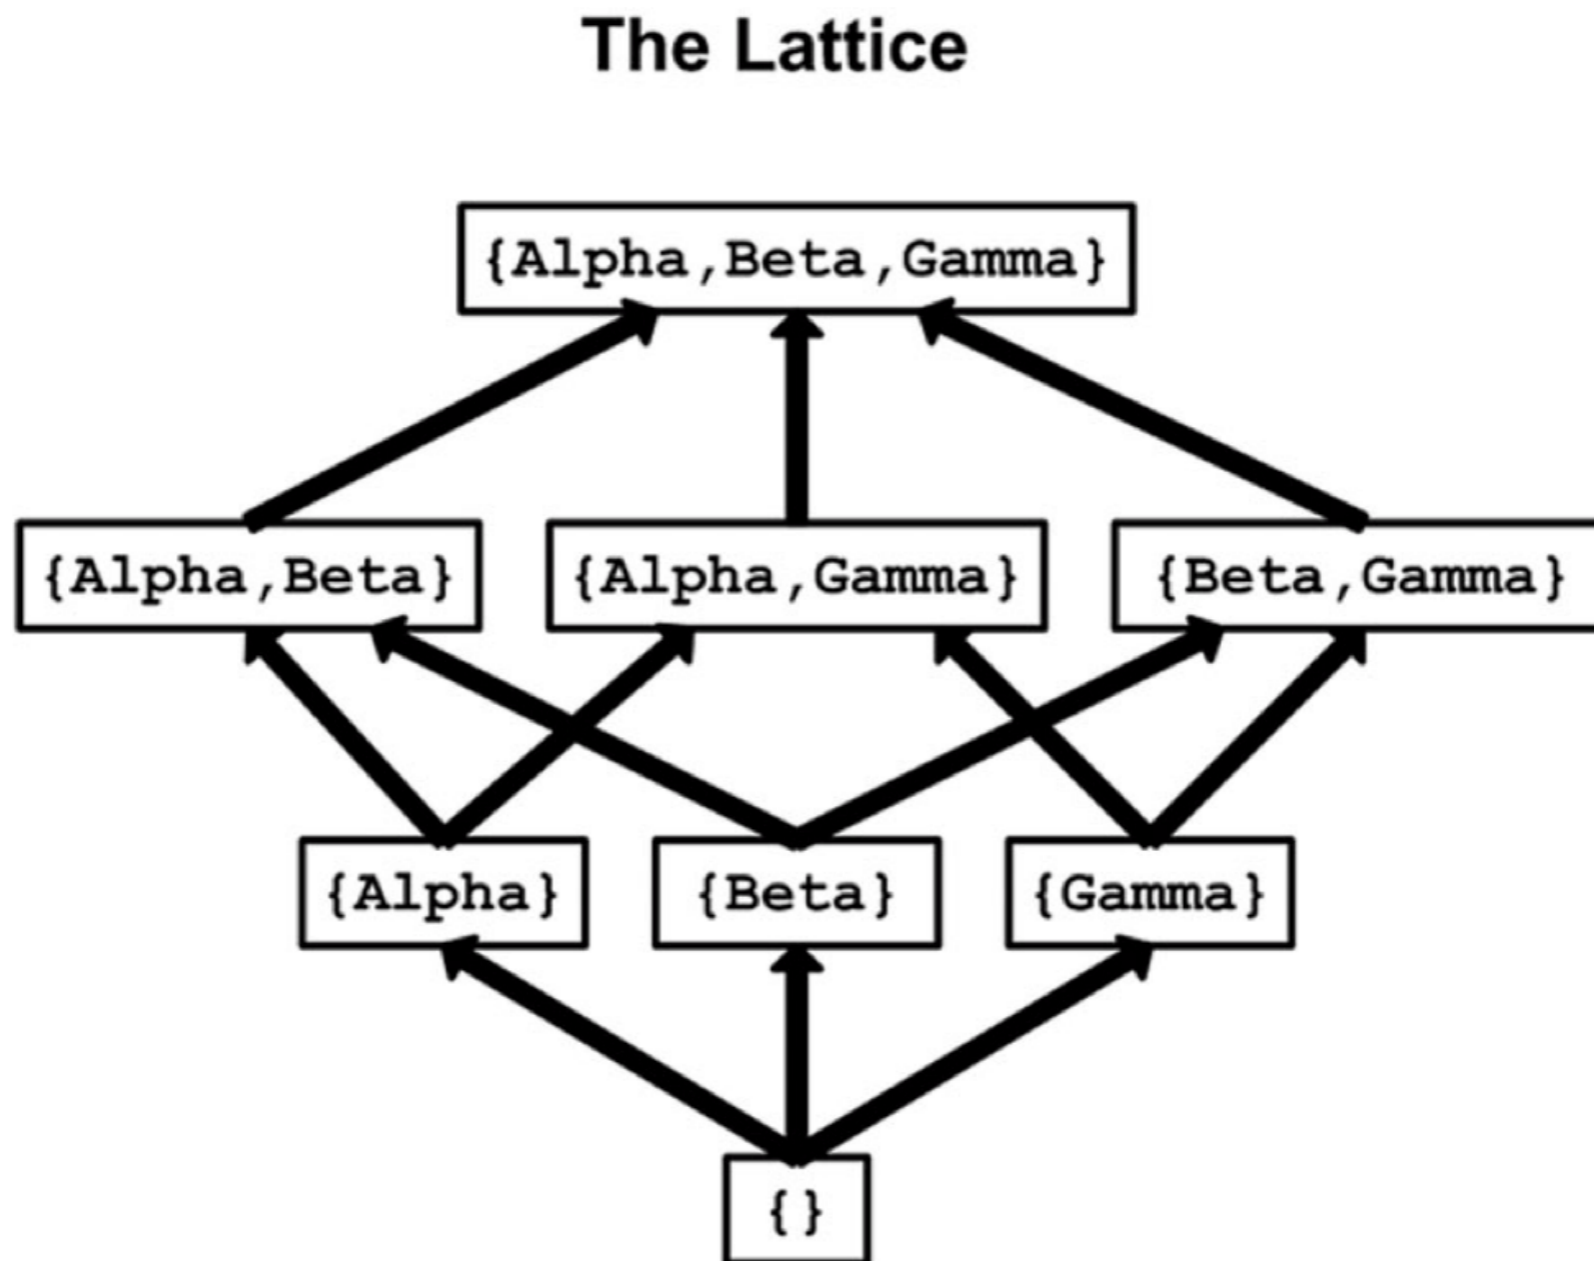 The Lattice
{Alpha,Beta,Gamma}
{Alpha,Beta} {Alpha,Gamma} {Beta,Gamma}
{Alpha} {Beta} {Gamma}
{}